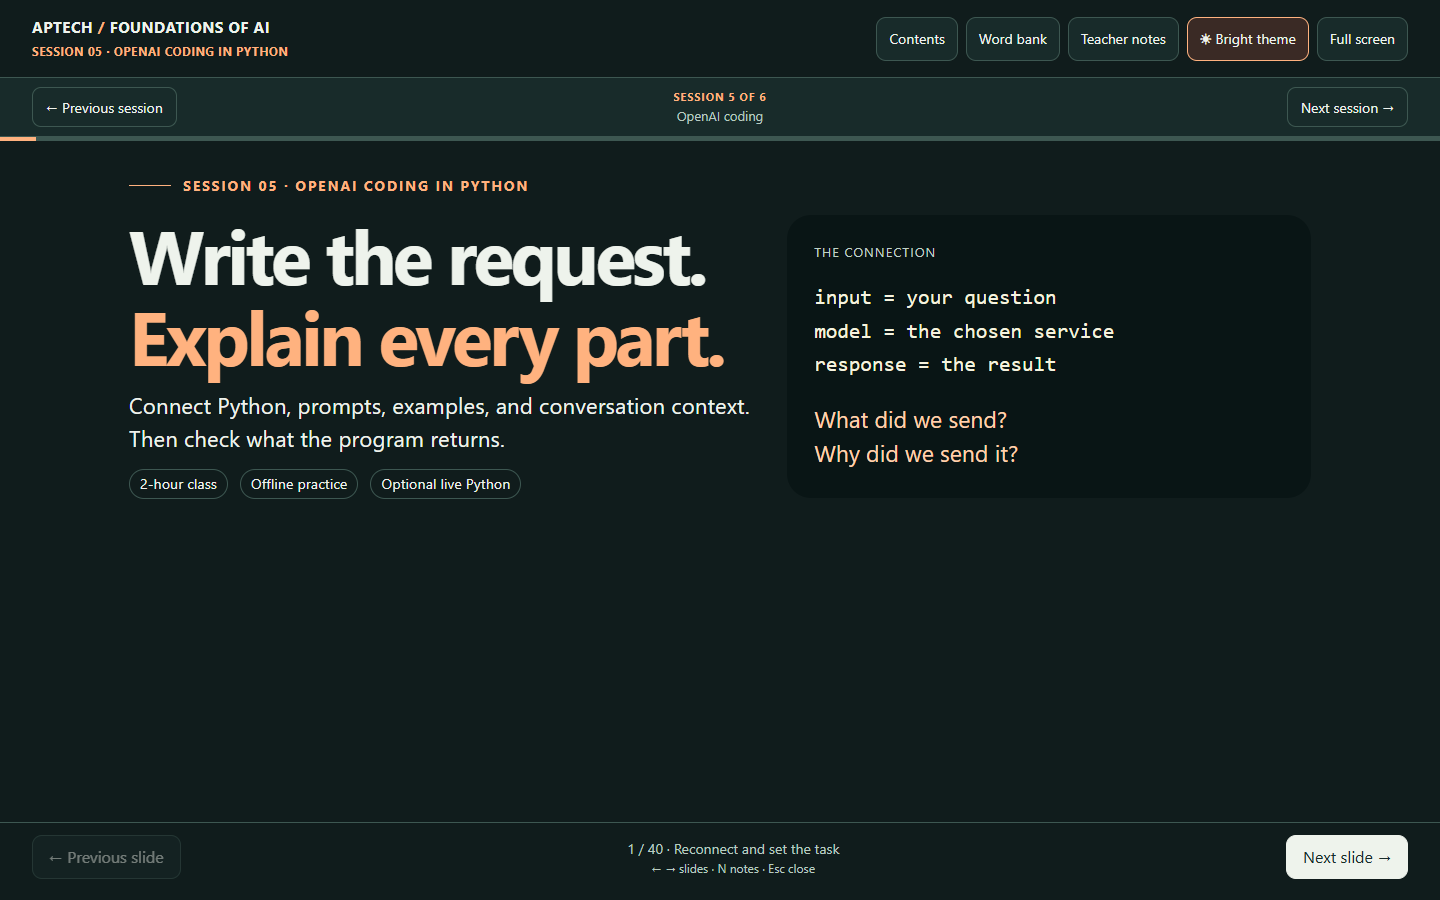 APTECH / FOUNDATIONS OF AI
SESSION 05 · OPENAI CODING IN PYTHON
Contents
Word bank
Teacher notes
☀ Bright theme
Full screen
← Previous session
SESSION 5 OF 6
OpenAI coding
Next session →
SESSION 05 · OPENAI CODING IN PYTHON
Write the request.
Explain every part.
Connect Python, prompts, examples, and conversation context.
Then check what the program returns.
2-hour class
Offline practice
Optional live Python
THE CONNECTION
input = your question
model = the chosen service
response = the result
What did we send?
Why did we send it?
← Previous slide
1 / 40 · Reconnect and set the task
← → slides · N notes · Esc close
Next slide →